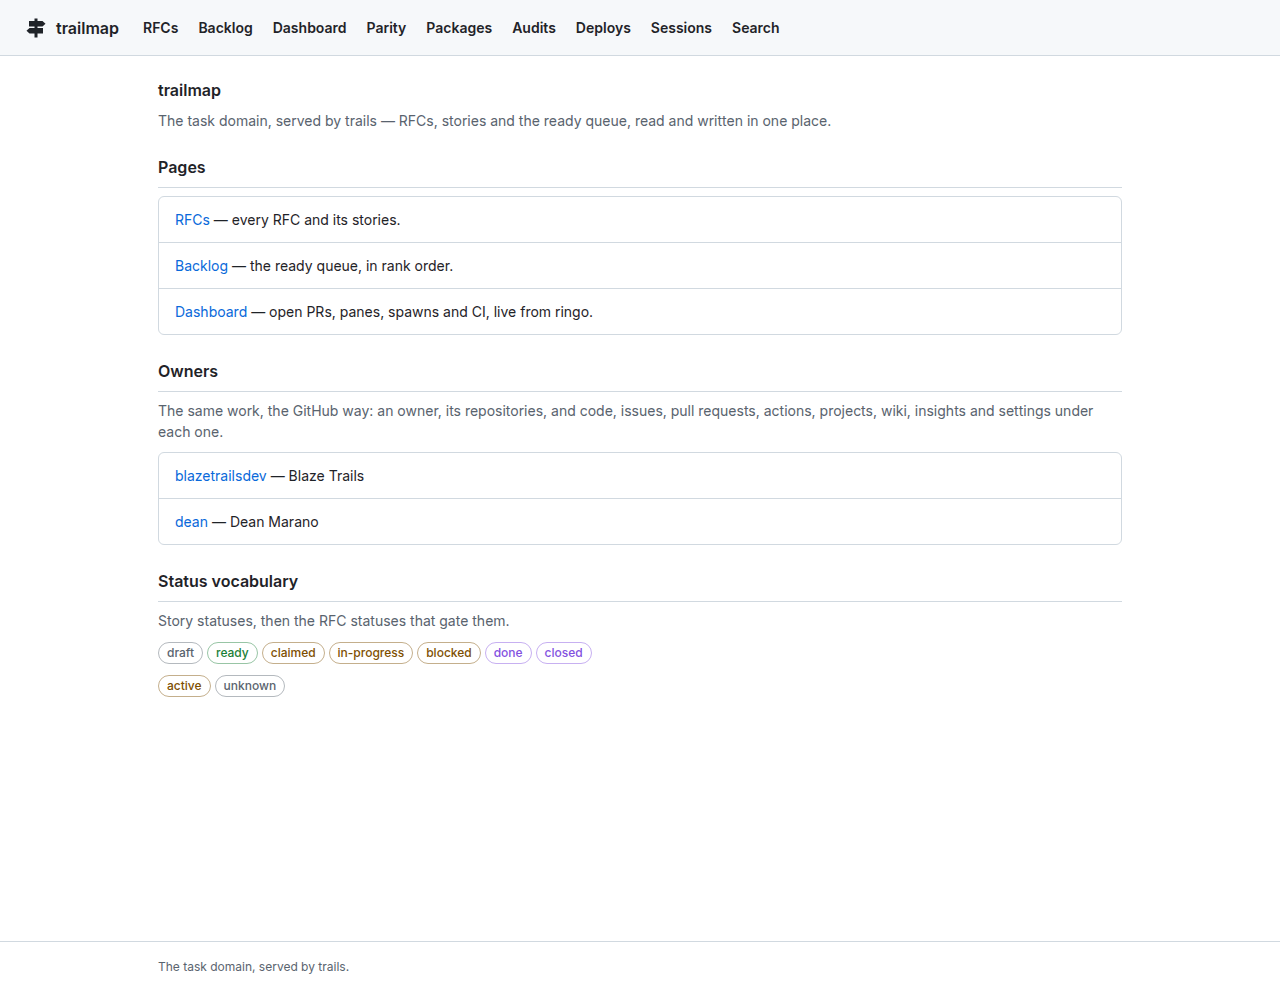 trailmap RFCs Backlog Dashboard Parity Packages Audits Deploys Sessions Search
trailmap
The task domain, served by trails — RFCs, stories and the ready queue, read and written in one place.
Pages
RFCs — every RFC and its stories.
Backlog — the ready queue, in rank order.
Dashboard — open PRs, panes, spawns and CI, live from ringo.
Owners
The same work, the GitHub way: an owner, its repositories, and code, issues, pull requests, actions, projects, wiki, insights and settings under
each one.
blazetrailsdev — Blaze Trails
dean — Dean Marano
Status vocabulary
Story statuses, then the RFC statuses that gate them.
draft ready claimed in-progress blocked done closed
active unknown
The task domain, served by trails.